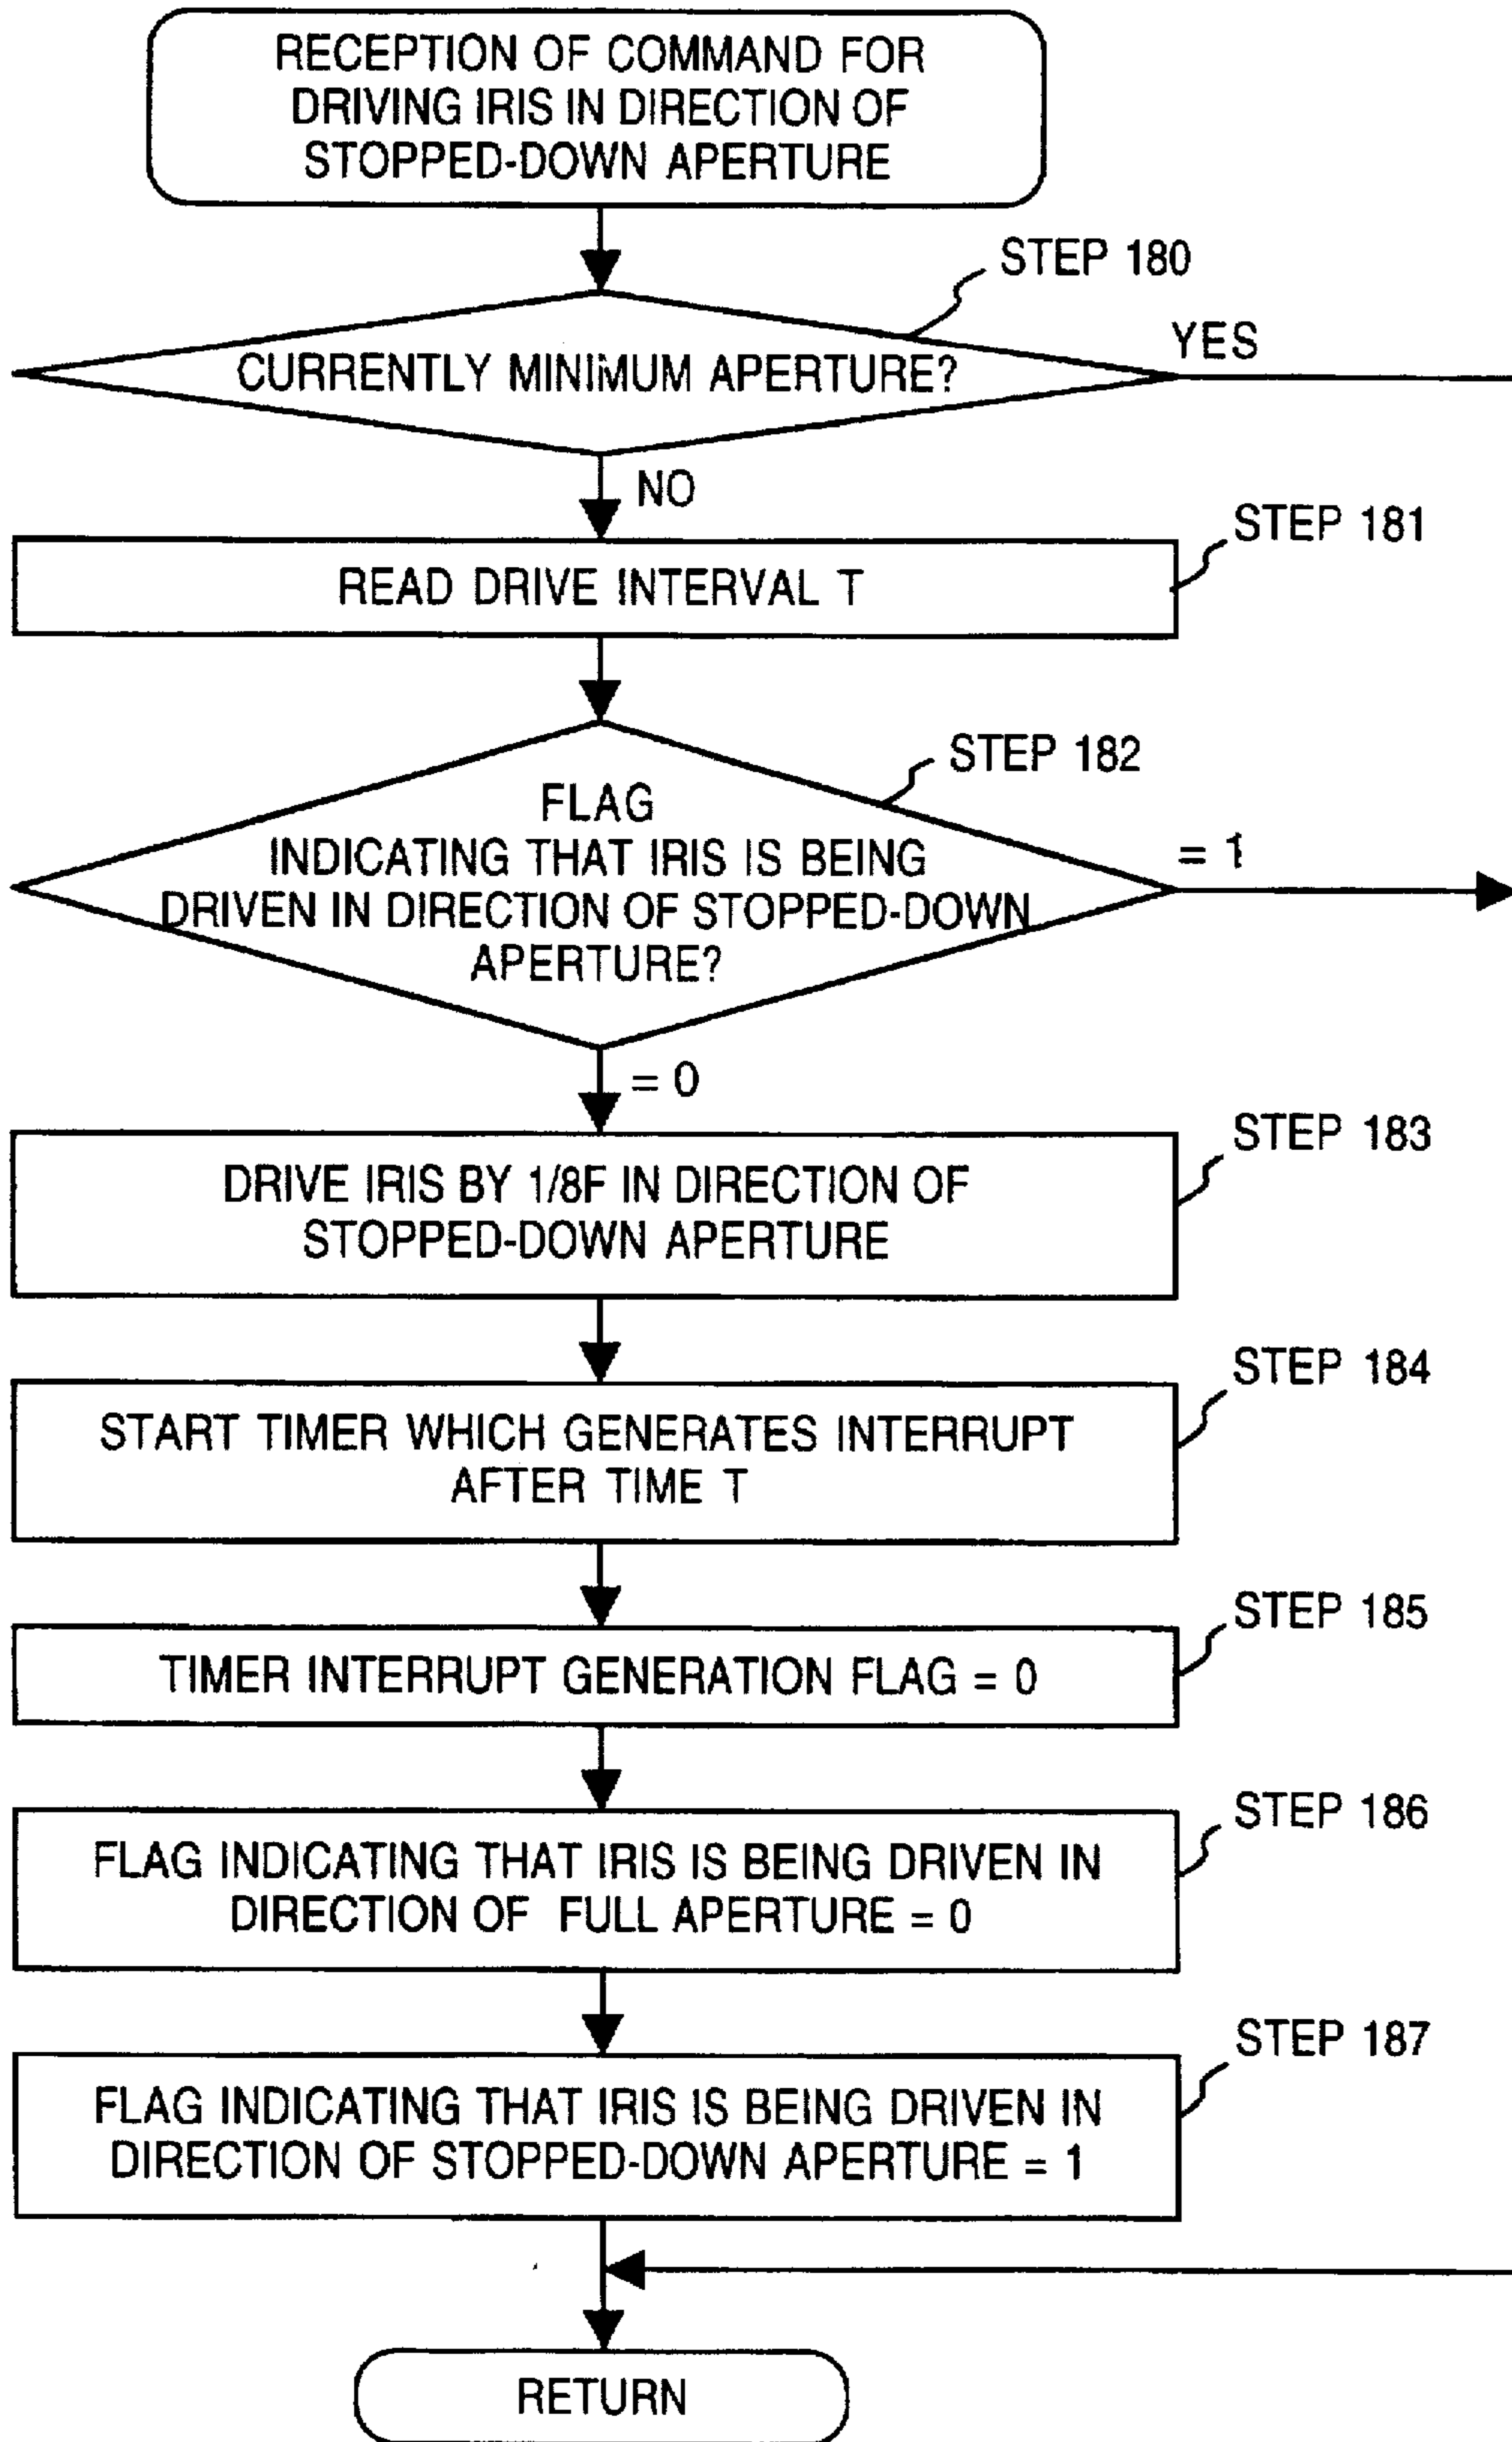 RECEPTION OF COMMAND FOR
DRIVING IRIS IN DIRECTION OF
STOPPED-DOWN APERTURE
STEP 180
CURRENTLY MINIMUM APERTURE?
YES
NO
STEP 181
READ DRIVE INTERVAL T
STEP 182
FLAG
INDICATING THAT IRIS IS BEING
DRIVEN IN DIRECTION OF STOPPED-DOWN
APERTURE?
= 1
= 0
STEP 183
DRIVE IRIS BY 1/8F IN DIRECTION OF
STOPPED-DOWN APERTURE
STEP 184
START TIMER WHICH GENERATES INTERRUPT
AFTER TIME T
STEP 185
TIMER INTERRUPT GENERATION FLAG = 0
STEP 186
FLAG INDICATING THAT IRIS IS BEING DRIVEN IN
DIRECTION OF FULL APERTURE = 0
STEP 187
FLAG INDICATING THAT IRIS IS BEING DRIVEN IN
DIRECTION OF STOPPED-DOWN APERTURE = 1
RETURN